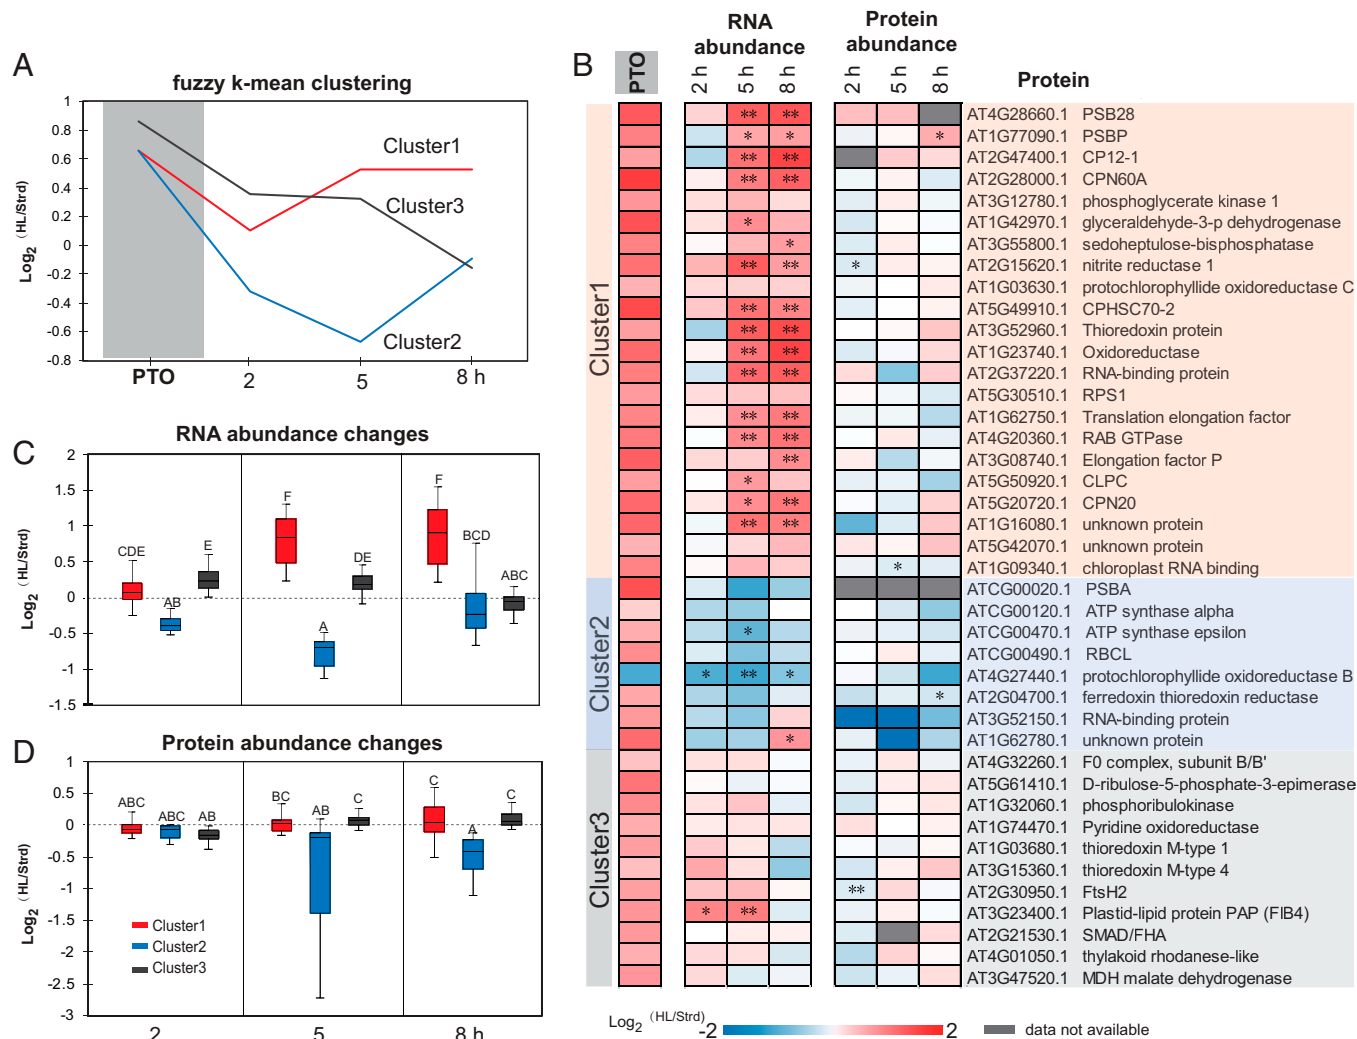 A
fuzzy k-mean clustering
Log2 (HL/Strd)
1
0.8
0.6
0.4
0.2
0
-0.2
-0.4
-0.6
-0.8
Cluster1
Cluster3
Cluster2
PTO 2 5 8 h
C
RNA abundance changes
Log2 (HL/Strd)
2
1.5
1
0.5
0
-0.5
-1
-1.5
CDE AB E
F A DE
F BCD ABC
D
Protein abundance changes
Log2 (HL/Strd)
1
0.5
0
-0.5
-1
-1.5
-2
-2.5
-3
ABC ABC AB
BC AB C
C A C
Cluster1
Cluster2
Cluster3
2 5 8 h
B
PTO
RNA abundance
2 h 5 h 8 h
Protein abundance
2 h 5 h 8 h
Protein
Cluster1
AT4G28660.1 PSB28 ** **
AT1G77090.1 PSBP * * *
AT2G47400.1 CP12-1 ** **
AT2G28000.1 CPN60A ** **
AT3G12780.1 phosphoglycerate kinase 1
AT1G42970.1 glyceraldehyde-3-p dehydrogenase *
AT3G55800.1 sedoheptulose-bisphosphatase *
AT2G15620.1 nitrite reductase 1 ** ** *
AT1G03630.1 protochlorophyllide oxidoreductase C
AT5G49910.1 CPHSC70-2 ** **
AT3G52960.1 Thioredoxin protein ** **
AT1G23740.1 Oxidoreductase ** **
AT2G37220.1 RNA-binding protein ** **
AT5G30510.1 RPS1
AT1G62750.1 Translation elongation factor ** **
AT4G20360.1 RAB GTPase ** **
AT3G08740.1 Elongation factor P **
AT5G50920.1 CLPC *
AT5G20720.1 CPN20 * **
AT1G16080.1 unknown protein ** **
AT5G42070.1 unknown protein
AT1G09340.1 chloroplast RNA binding *
Cluster2
ATCG00020.1 PSBA
ATCG00120.1 ATP synthase alpha
ATCG00470.1 ATP synthase epsilon *
ATCG00490.1 RBCL
AT4G27440.1 protochlorophyllide oxidoreductase B * ** *
AT2G04700.1 ferredoxin thioredoxin reductase *
AT3G52150.1 RNA-binding protein
AT1G62780.1 unknown protein *
Cluster3
AT4G32260.1 F0 complex, subunit B/B'
AT5G61410.1 D-ribulose-5-phosphate-3-epimerase
AT1G32060.1 phosphoribulokinase
AT1G74470.1 Pyridine oxidoreductase
AT1G03680.1 thioredoxin M-type 1
AT3G15360.1 thioredoxin M-type 4
AT2G30950.1 FtsH2 **
AT3G23400.1 Plastid-lipid protein PAP (FIB4) * **
AT2G21530.1 SMAD/FHA
AT4G01050.1 thylakoid rhodanese-like
AT3G47520.1 MDH malate dehydrogenase
Log2 (HL/Strd) -2 2 data not available